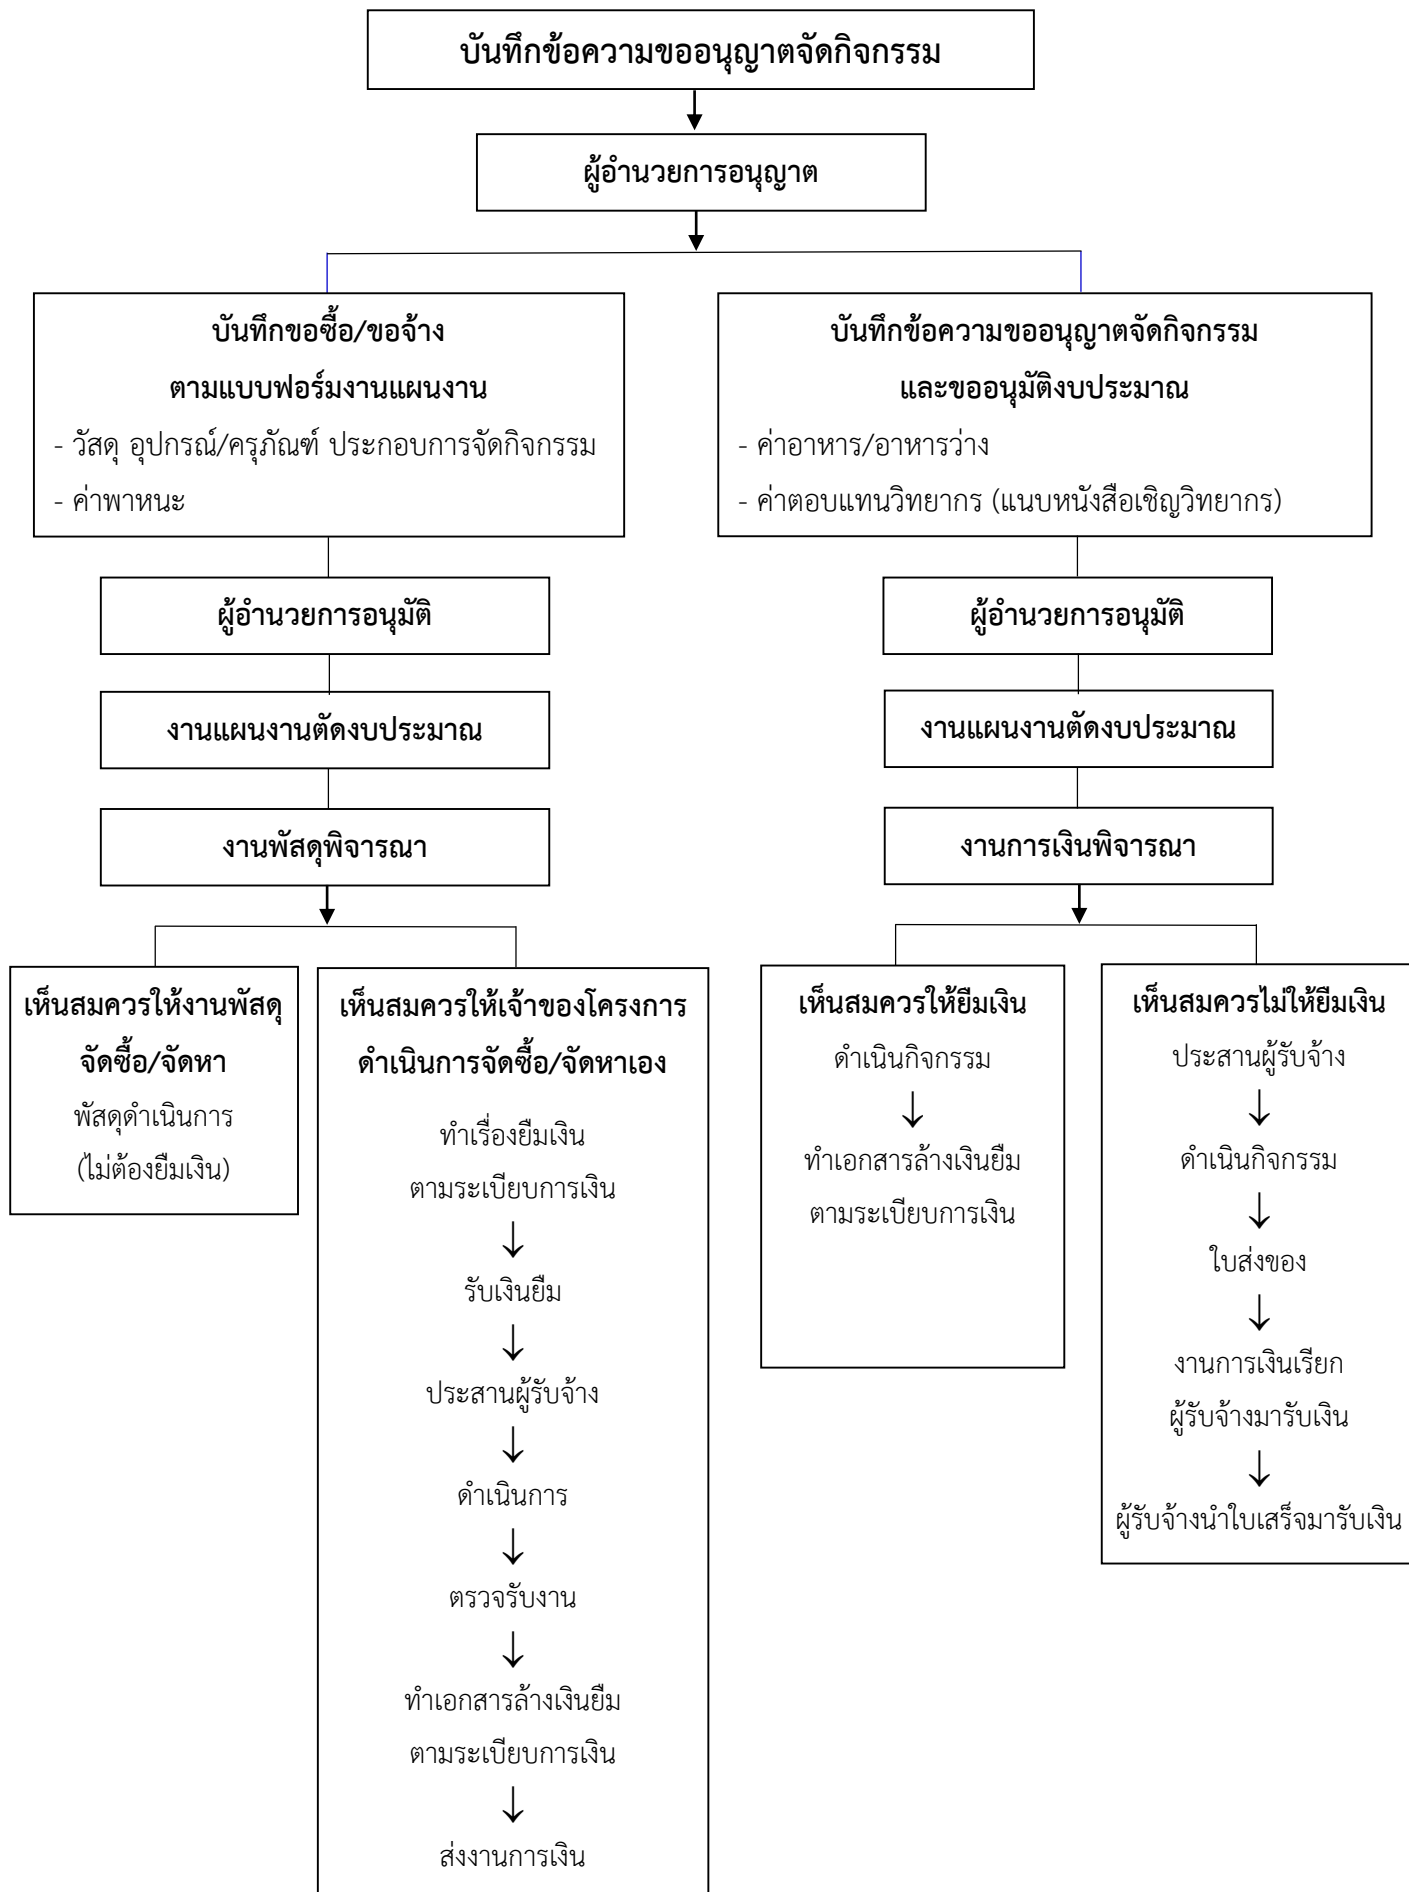 บันทึกข้อความขออนุญาตจัดกิจกรรม
ผู้อำนวยการอนุญาต
บันทึกขอซื้อ/ขอจ้าง
ตามแบบฟอร์มงานแผนงาน
- วัสดุ อุปกรณ์/ครุภัณฑ์ ประกอบการจัดกิจกรรม
- ค่าพาหนะ
บันทึกข้อความขออนุญาตจัดกิจกรรม
และขออนุมัติงบประมาณ
- ค่าอาหาร/อาหารว่าง
- ค่าตอบแทนวิทยากร (แนบหนังสือเชิญวิทยากร)
ผู้อำนวยการอนุมัติ
ผู้อำนวยการอนุมัติ
งานแผนงานตัดงบประมาณ
งานแผนงานตัดงบประมาณ
งานพัสดุพิจารณา
งานการเงินพิจารณา
เห็นสมควรให้งานพัสดุ
จัดซื้อ/จัดหา
พัสดุดำเนินการ
(ไม่ต้องยืมเงิน)
เห็นสมควรให้เจ้าของโครงการ
ดำเนินการจัดซื้อ/จัดหาเอง
ทำเรื่องยืมเงิน
ตามระเบียบการเงิน
↓
รับเงินยืม
↓
ประสานผู้รับจ้าง
↓
ดำเนินการ
↓
ตรวจรับงาน
↓
ทำเอกสารล้างเงินยืม
ตามระเบียบการเงิน
↓
ส่งงานการเงิน
เห็นสมควรให้ยืมเงิน
ดำเนินกิจกรรม
↓
ทำเอกสารล้างเงินยืม
ตามระเบียบการเงิน
เห็นสมควรไม่ให้ยืมเงิน
ประสานผู้รับจ้าง
↓
ดำเนินกิจกรรม
↓
ใบส่งของ
↓
งานการเงินเรียก
ผู้รับจ้างมารับเงิน
↓
ผู้รับจ้างนำใบเสร็จมารับเงิน